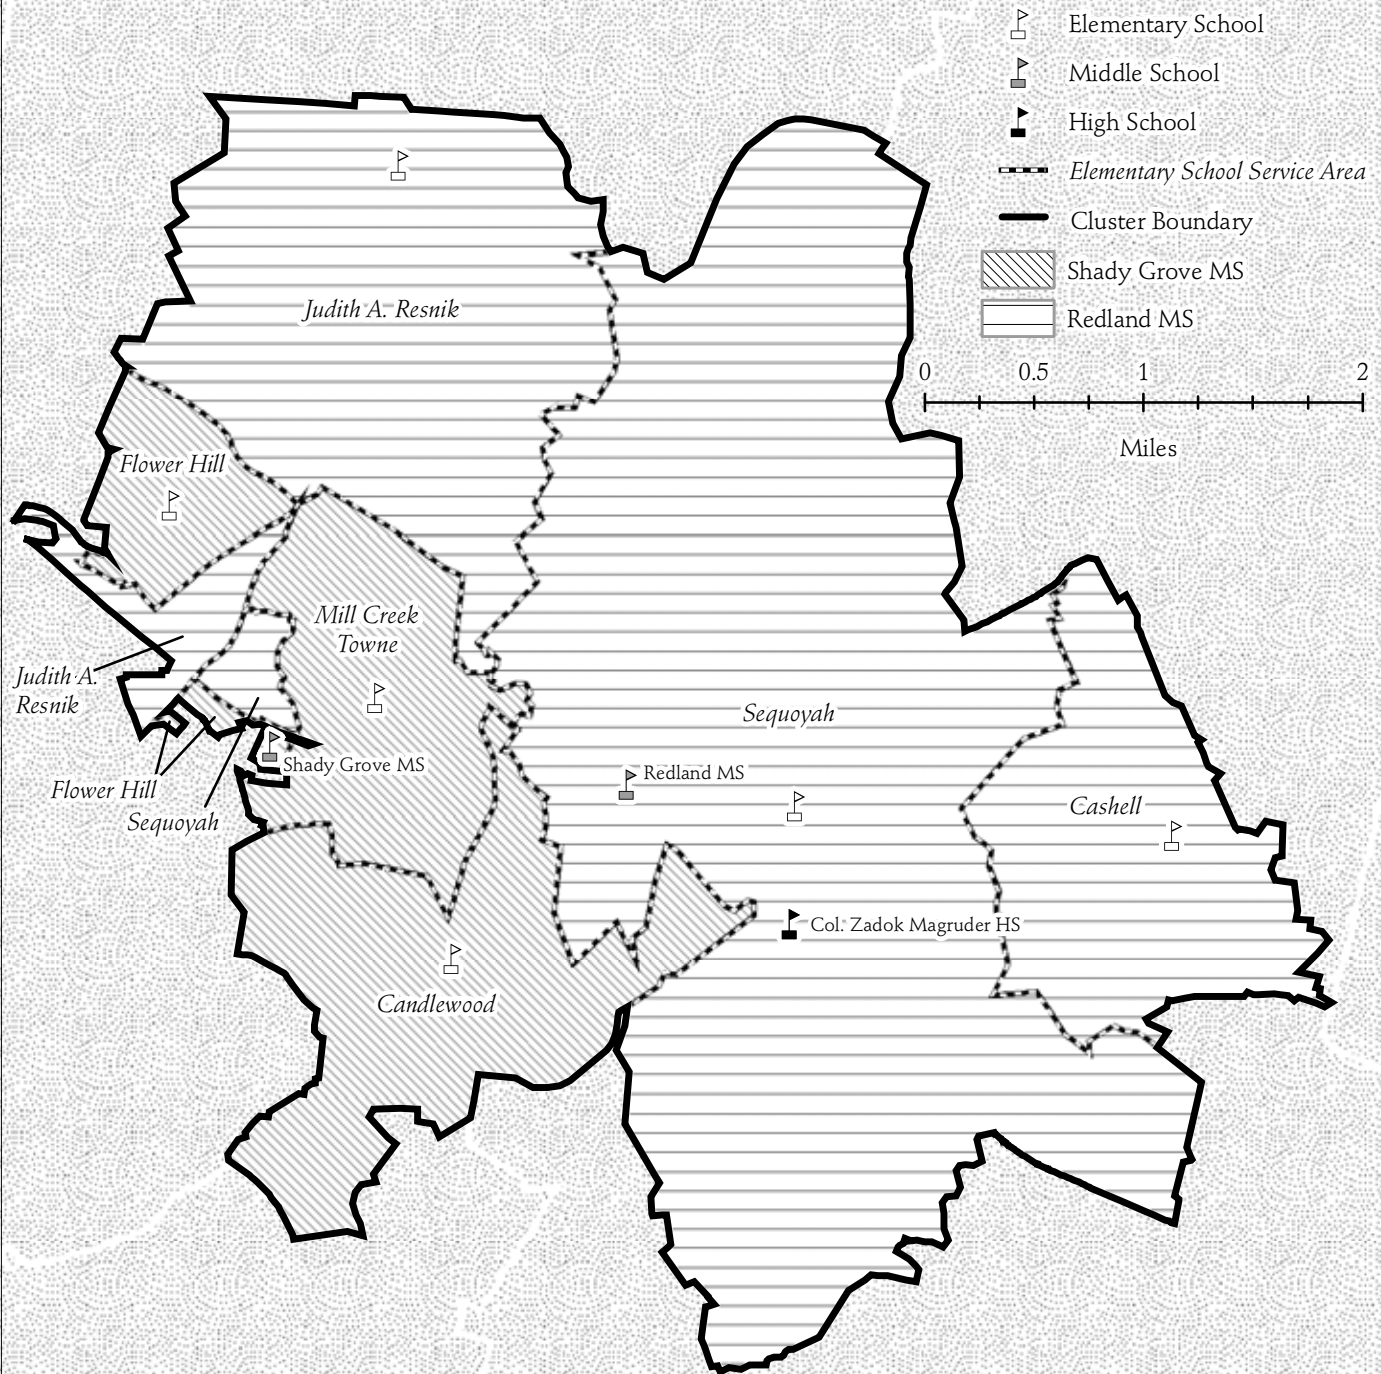 Elementary School
Middle School
High School
Elementary School Service Area
Cluster Boundary
Shady Grove MS
Redland MS
0 0.5 1 2
Miles
Judith A. Resnik
Flower Hill
Mill Creek
Towne
Judith A.
Resnik
Sequoyah
Shady Grove MS
Redland MS
Flower Hill
Cashell
Sequoyah
Col. Zadok Magruder HS
Candlewood